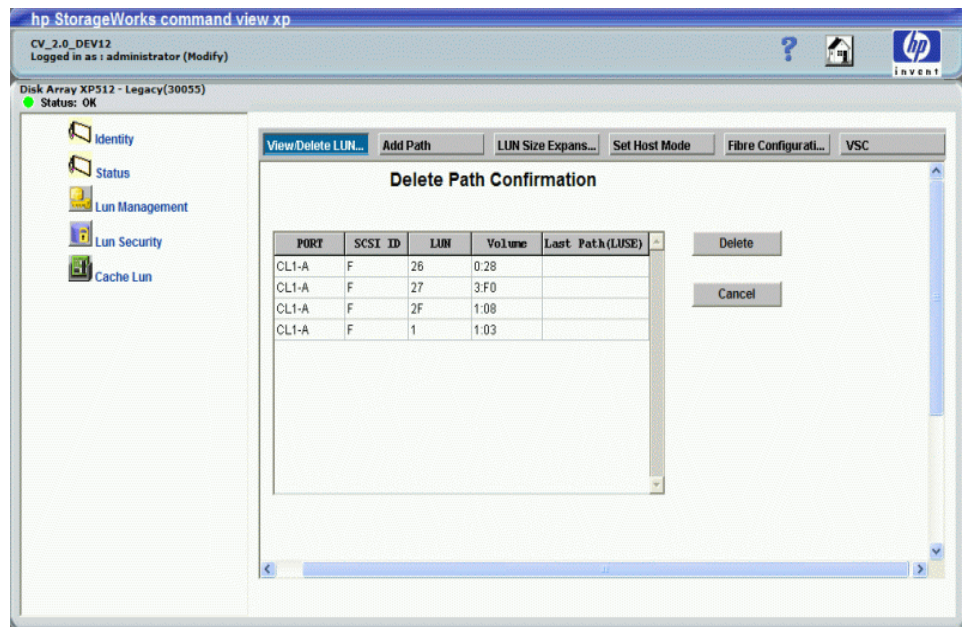 hp StorageWorks command view xp
CV_2.0_DEV12
Logged in as : administrator (Modify)
?
hp
invent
Disk Array XP512 - Legacy(30055)
Status: OK
Identity
Status
Lun Management
Lun Security
Cache Lun
View/Delete LUN... Add Path LUN Size Expans... Set Host Mode Fibre Configurati... VSC
Delete Path Confirmation
PORT SCSI ID LUN Volume Last Path(LUSE)
CL1-A F 26 0:28
CL1-A F 27 3:F0
CL1-A F 2F 1:08
CL1-A F 1 1:03
Delete
Cancel